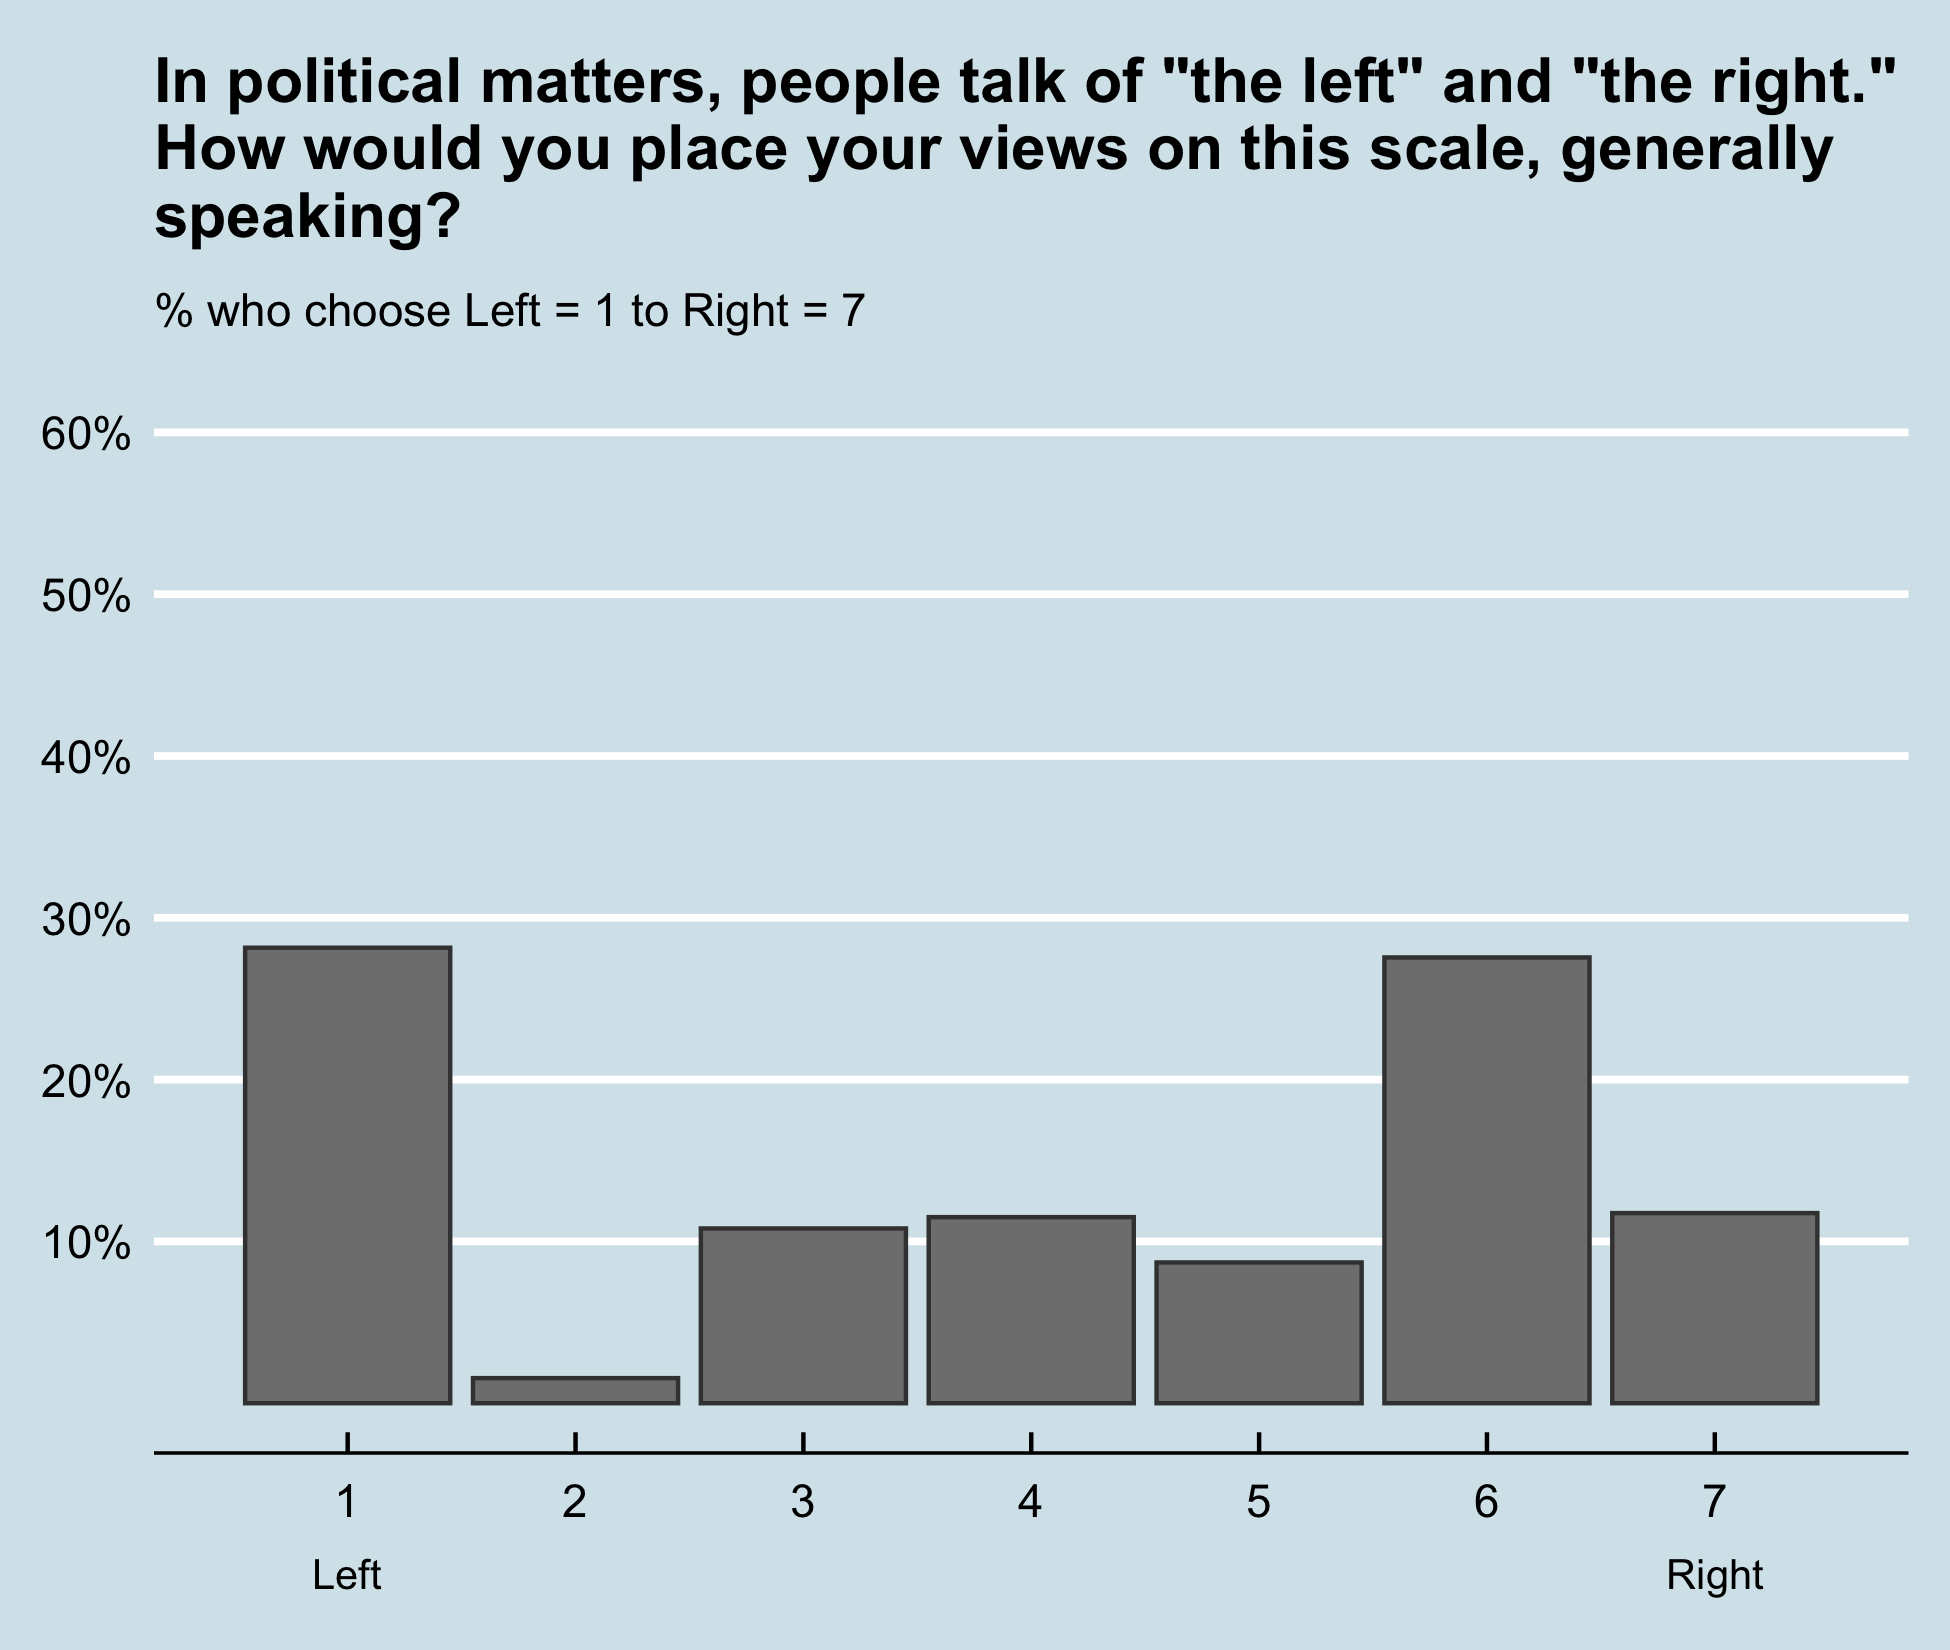 In political matters, people talk of "the left" and "the right."
How would you place your views on this scale, generally
speaking?
% who choose Left = 1 to Right = 7
60%
50%
40%
30%
20%
10%
1 2 3 4 5 6 7
Left Right